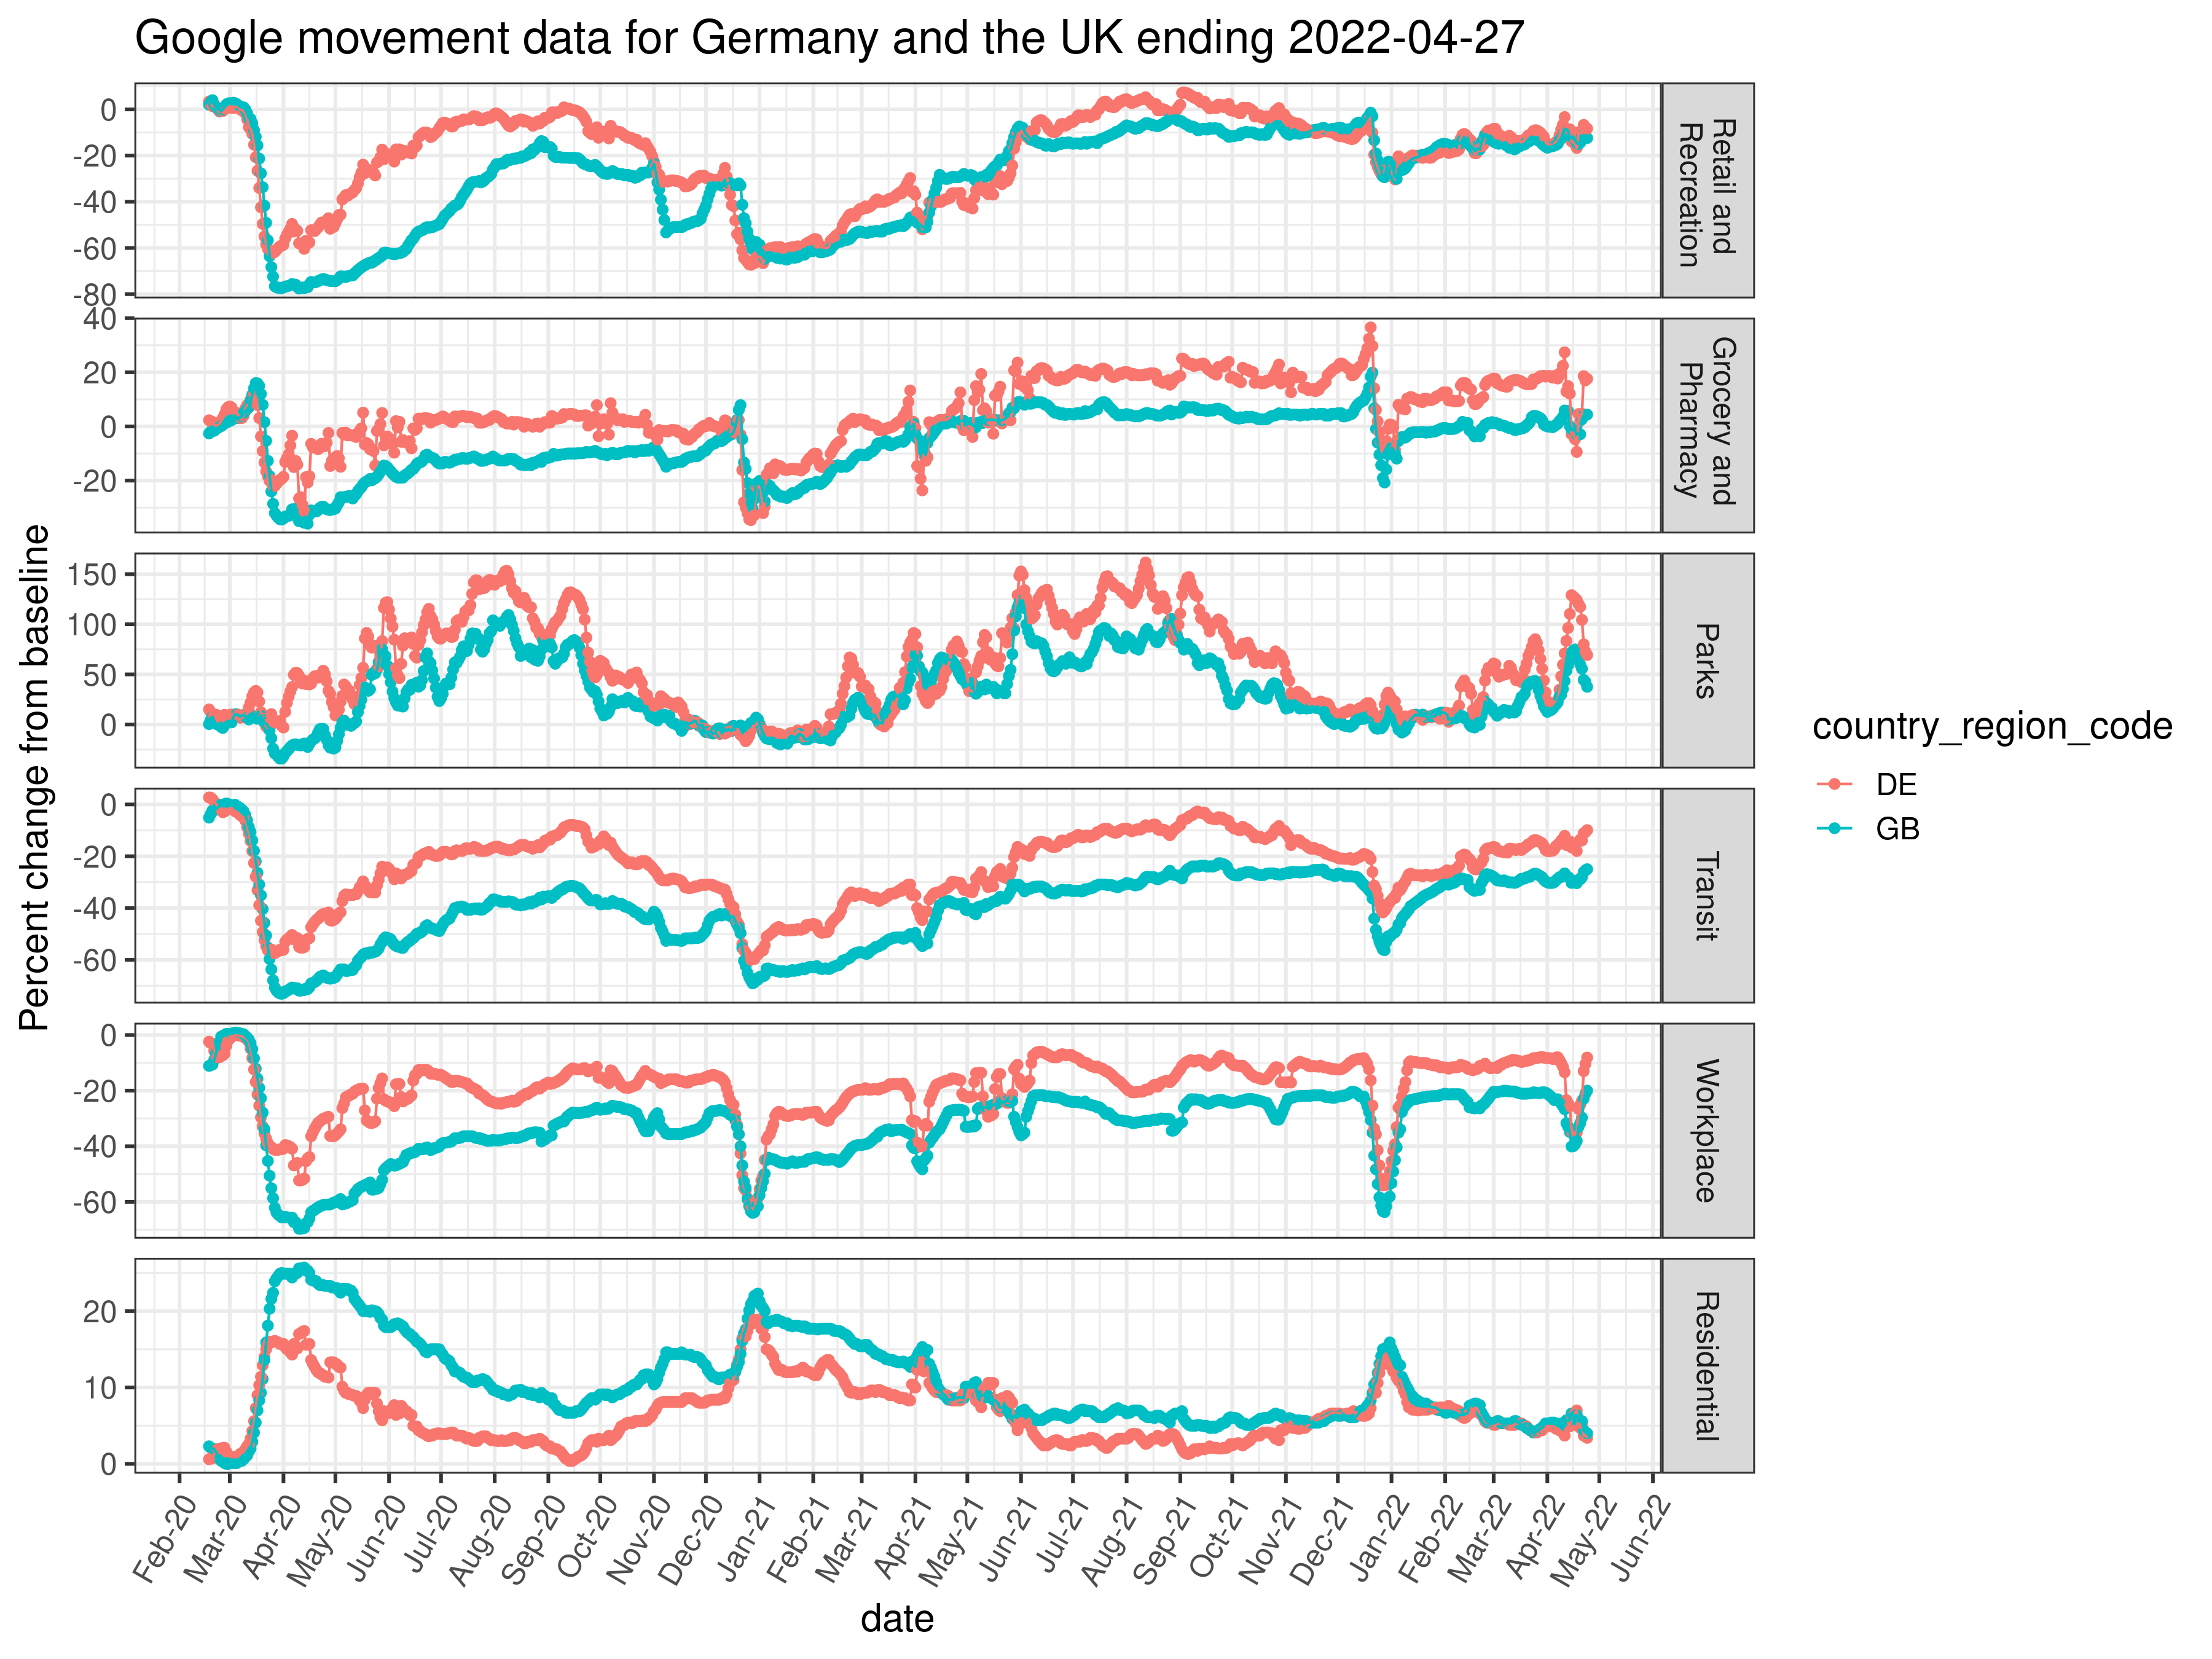 Google movement data for Germany and the UK ending 2022-04-27
Percent change from baseline
0
-20
-40
-60
-80
Retail and
Recreation
40
20
0
-20
Grocery and
Pharmacy
150
100
50
0
Parks
0
-20
-40
-60
Transit
0
-20
-40
-60
Workplace
20
10
0
Residential
Feb-20
Mar-20
Apr-20
May-20
Jun-20
Jul-20
Aug-20
Sep-20
Oct-20
Nov-20
Dec-20
Jan-21
Feb-21
Mar-21
Apr-21
May-21
Jun-21
Jul-21
Aug-21
Sep-21
Oct-21
Nov-21
Dec-21
Jan-22
Feb-22
Mar-22
Apr-22
May-22
Jun-22
date
country_region_code
DE
GB